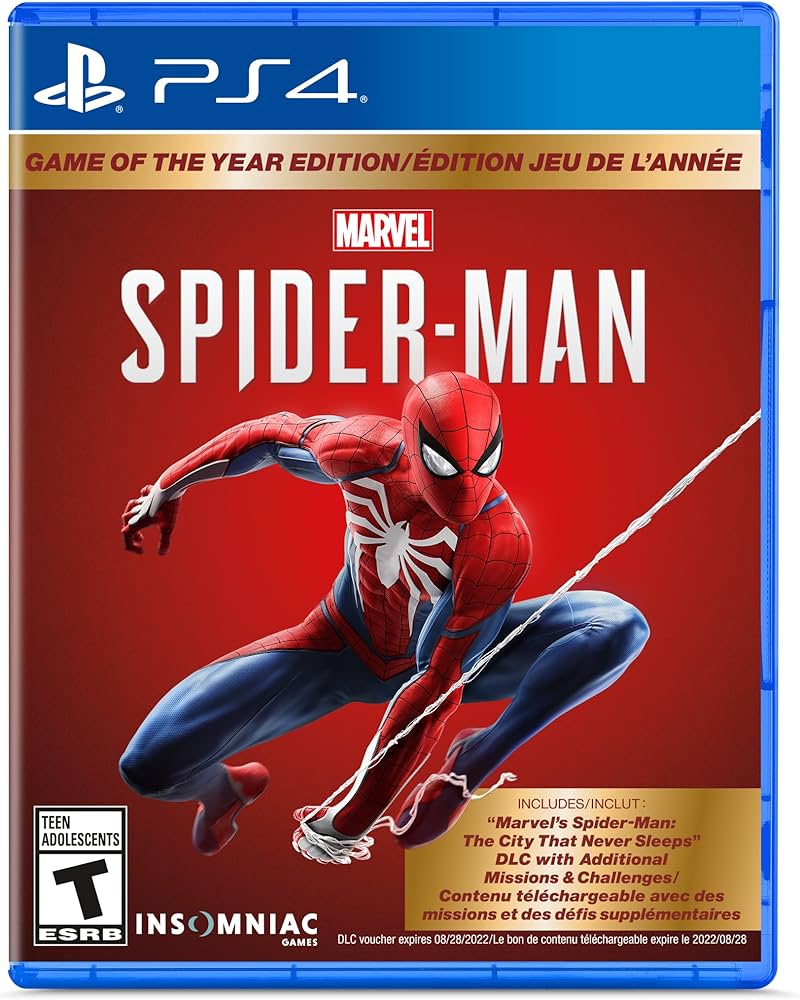 PS4
GAME OF THE YEAR EDITION/ÉDITION JEU DE L'ANNÉE
MARVEL
SPIDER-MAN
INCLUDES/INCLUT:
"Marvel's Spider-Man:
The City That Never Sleeps"
DLC with Additional
Missions & Challenges/
Contenu téléchargeable avec des
missions et des défis supplémentaires
DLC voucher expires 08/28/2022/Le bon de contenu téléchargeable expire le 2022/08/28
TEEN
ADOLESCENTS
T
ESRB
INSOMNIAC
GAMES